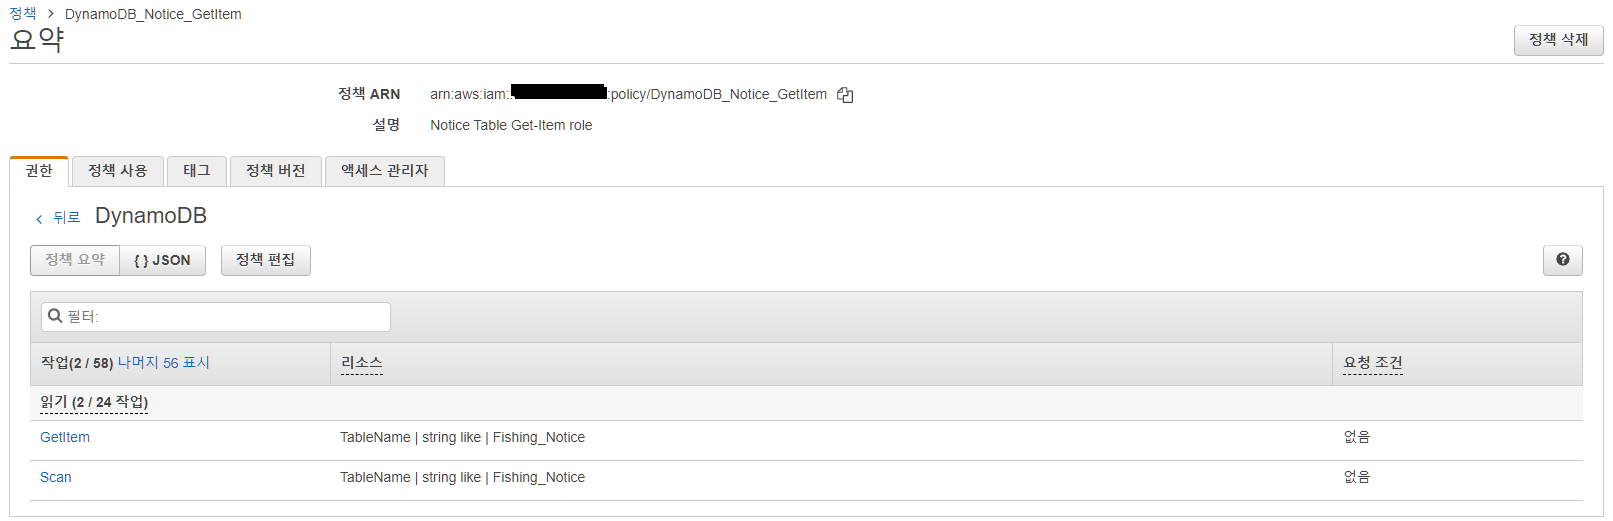 정책 > DynamoDB_Notice_GetItem
요약
정책 삭제
정책 ARN arn:aws:iam: :policy/DynamoDB_Notice_GetItem
설명 Notice Table Get-Item role
권한 정책 사용 태그 정책 버전 액세스 관리자
뒤로 DynamoDB
정책 요약 { } JSON 정책 편집
필터:
작업(2 / 58) 나머지 56 표시 리소스 요청 조건
읽기 (2 / 24 작업)
GetItem TableName | string like | Fishing_Notice 없음
Scan TableName | string like | Fishing_Notice 없음